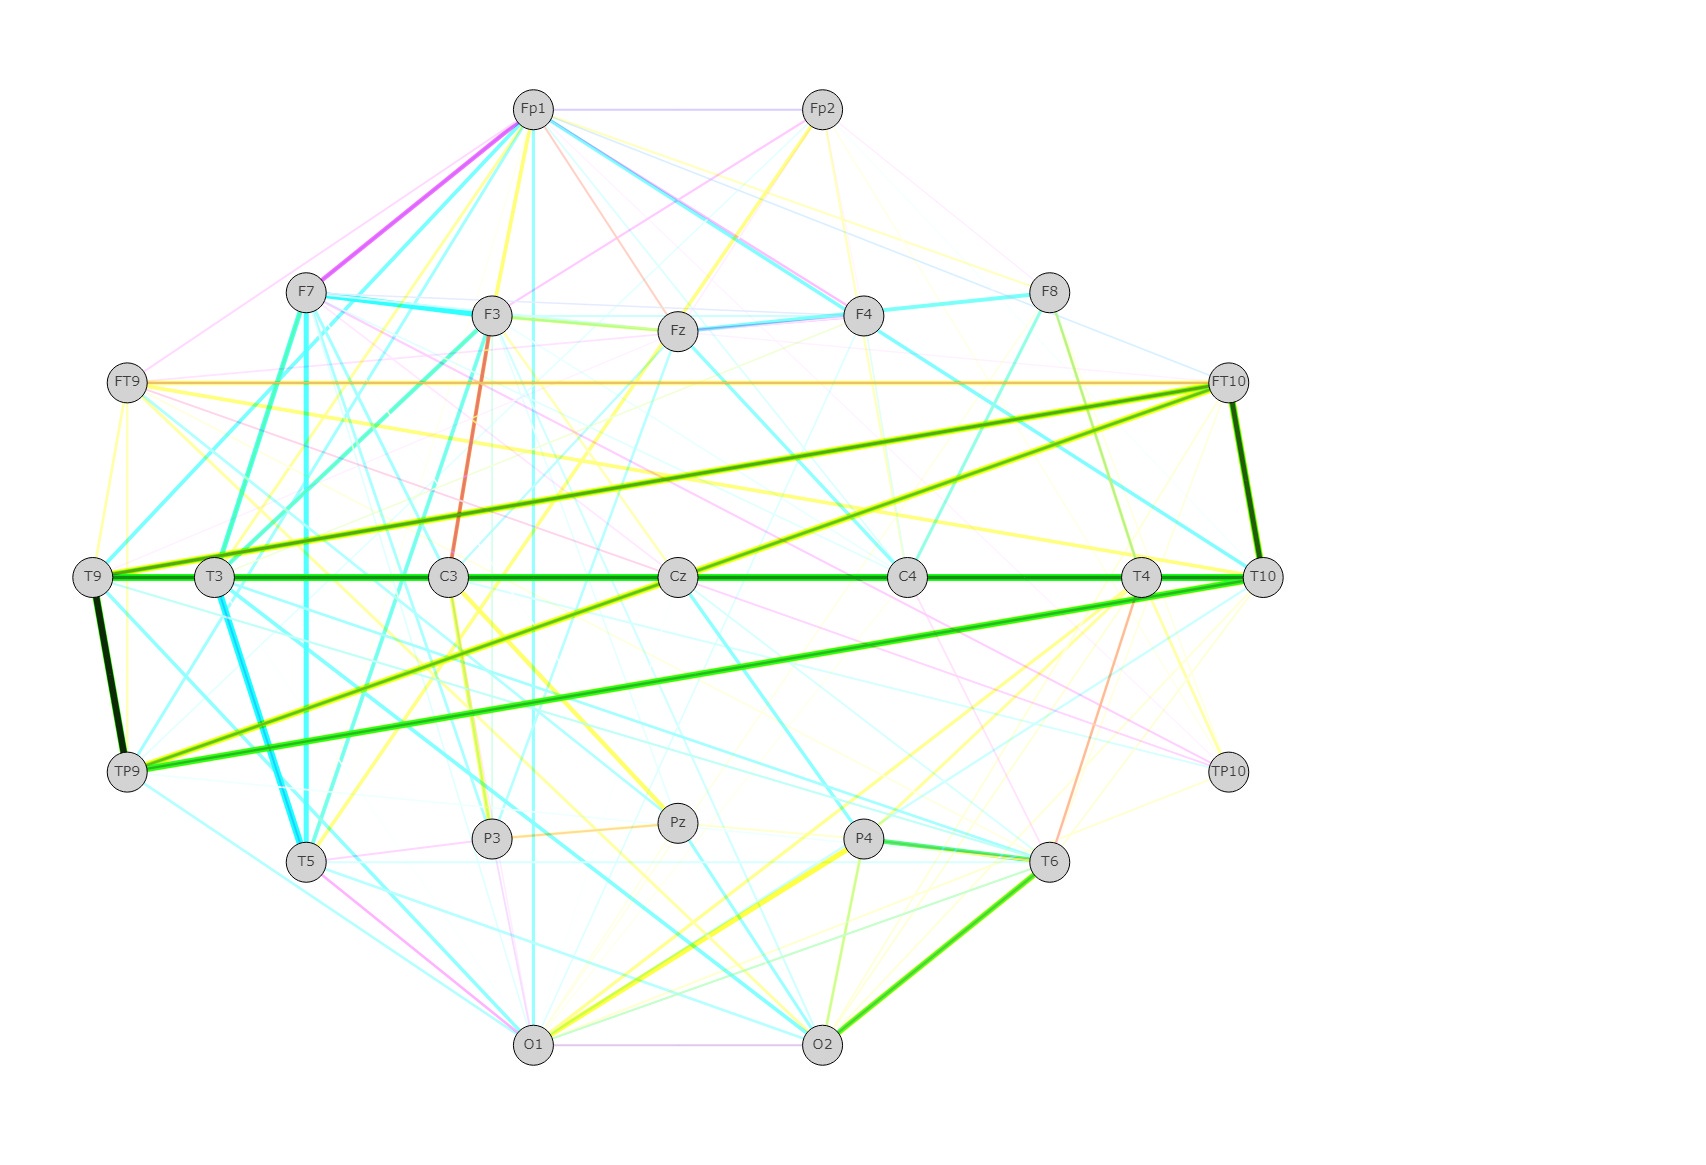 Fp1 Fp2
F7 F3 Fz F4 F8
FT9 FT10
T9 T3 C3 Cz C4 T4 T10
TP9 TP10
T5 P3 Pz P4 T6
O1 O2